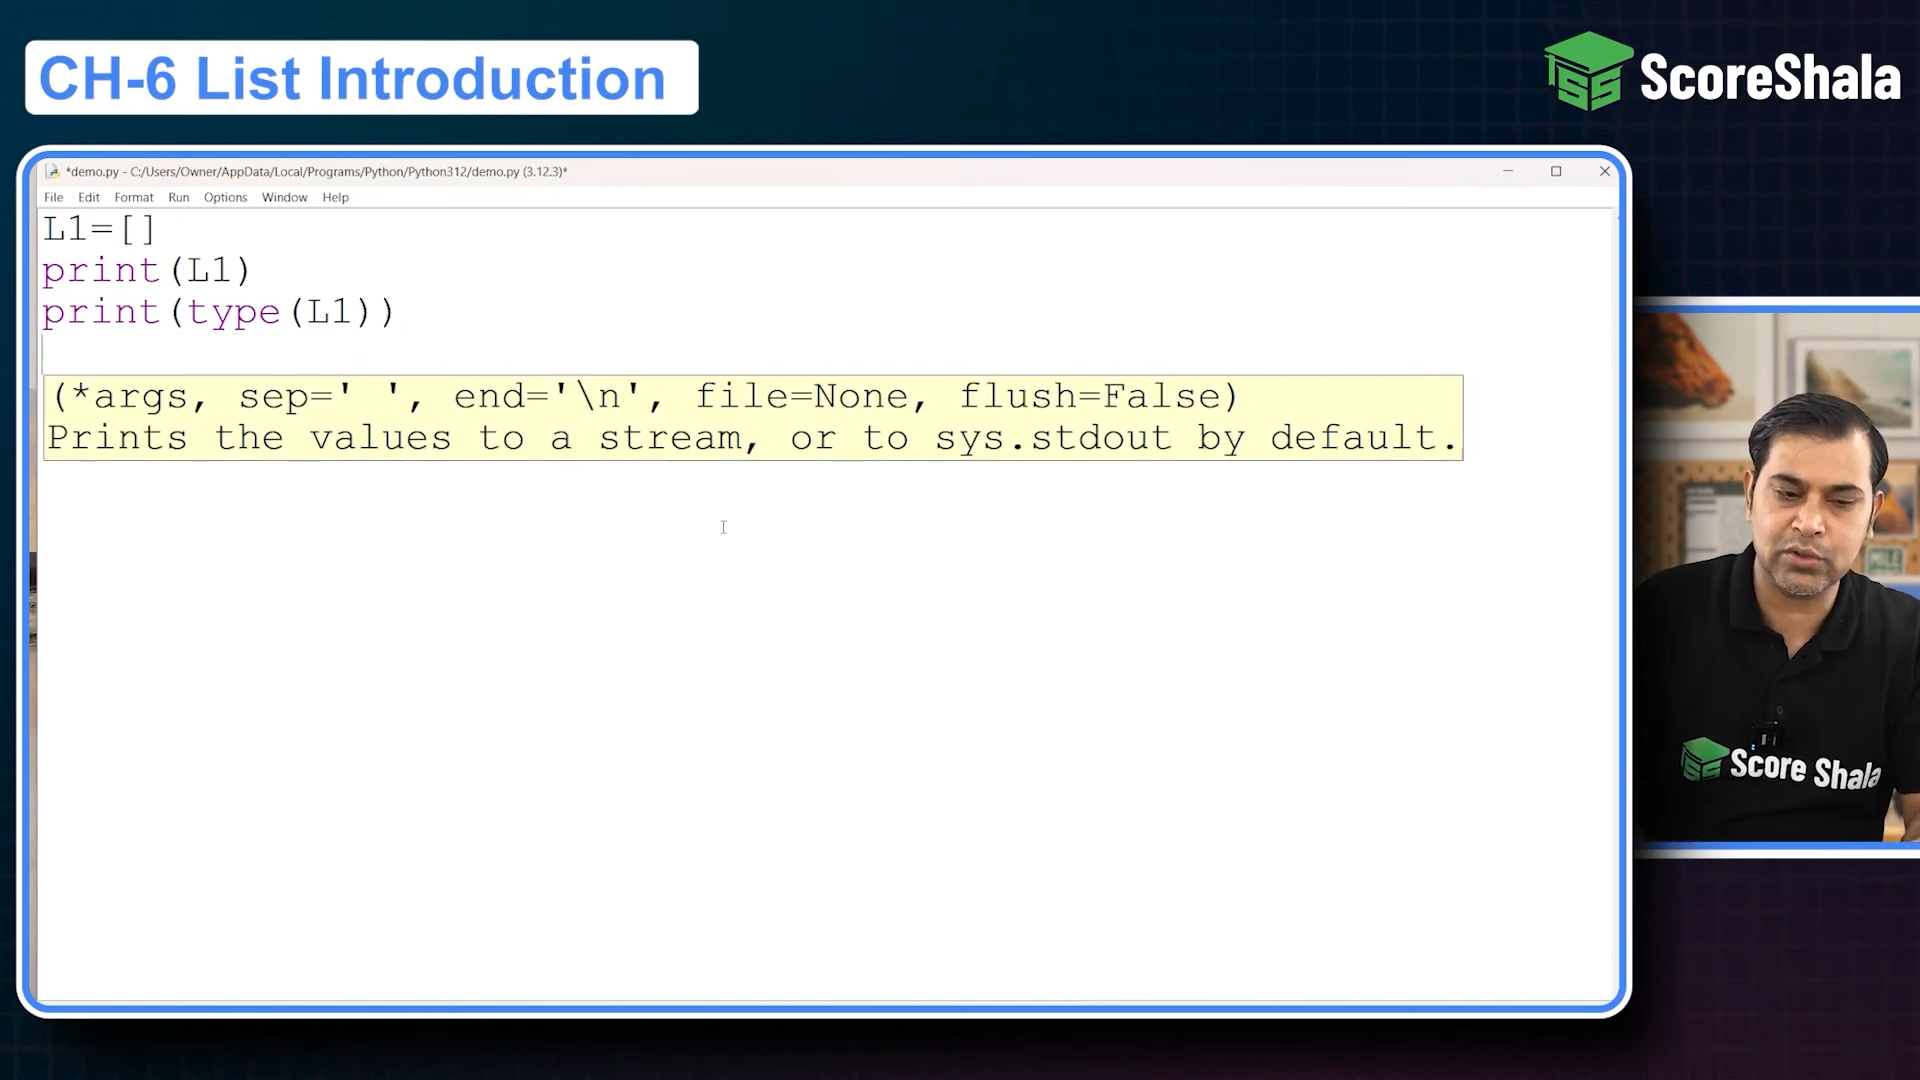 CH-6 List Introduction
ScoreShala
*demo.py - C:/Users/Owner/AppData/Local/Programs/Python/Python312/demo.py (3.12.3)*
File Edit Format Run Options Window Help
L1=[]
print(L1)
print(type(L1))
(*args, sep=' ', end='\n', file=None, flush=False)
Prints the values to a stream, or to sys.stdout by default.
Score Shala